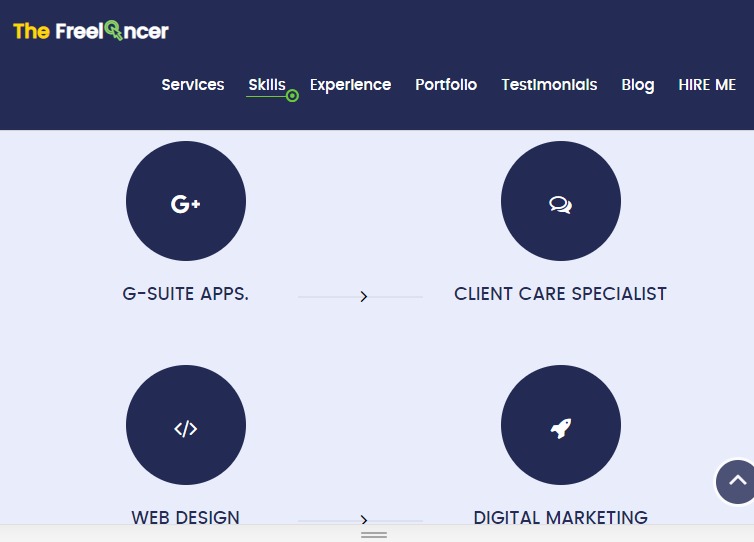 The Freelancer
Services Skills Experience Portfolio Testimonials Blog HIRE ME
G+
G-SUITE APPS.
CLIENT CARE SPECIALIST
</>
WEB DESIGN
DIGITAL MARKETING